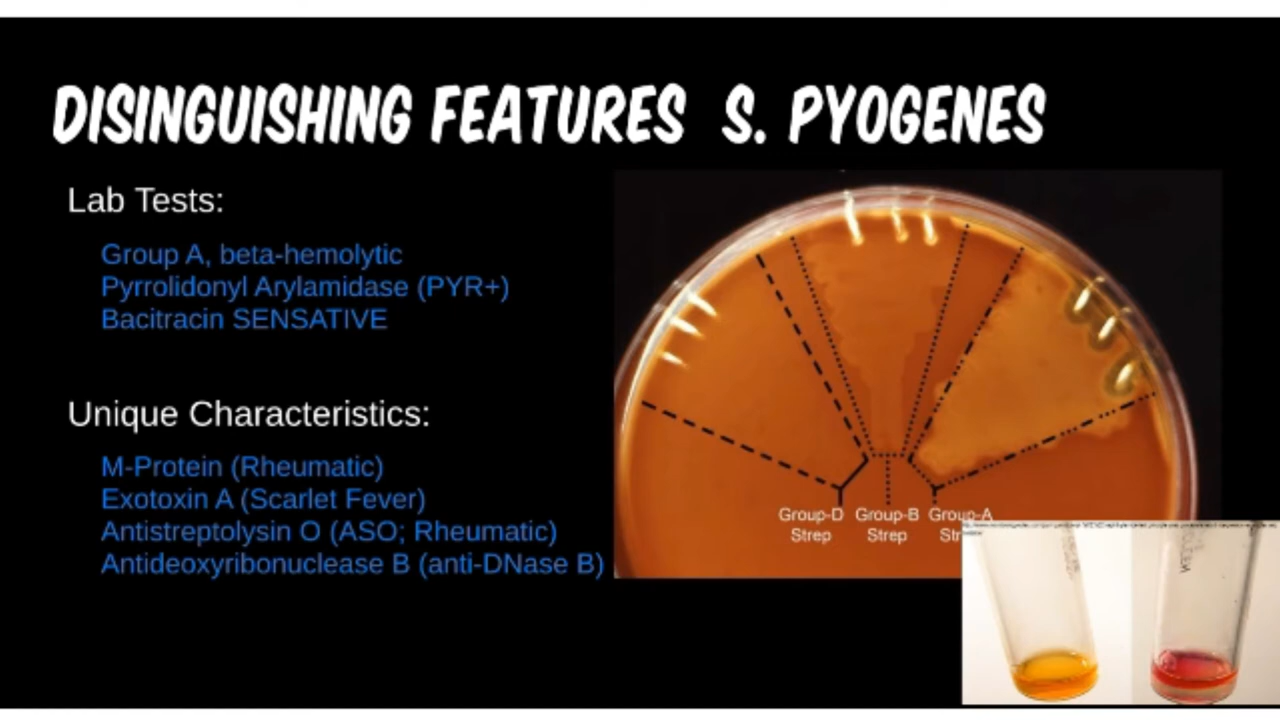 DISINGUISHING FEATURES S. PYOGENES
Lab Tests:
Group A, beta-hemolytic
Pyrrolidonyl Arylamidase (PYR+)
Bacitracin SENSATIVE
Unique Characteristics:
M-Protein (Rheumatic)
Exotoxin A (Scarlet Fever)
Antistreptolysin O (ASO; Rheumatic)
Antideoxyribonuclease B (anti-DNase B)
Group-D Group-B Group-A
Strep Strep